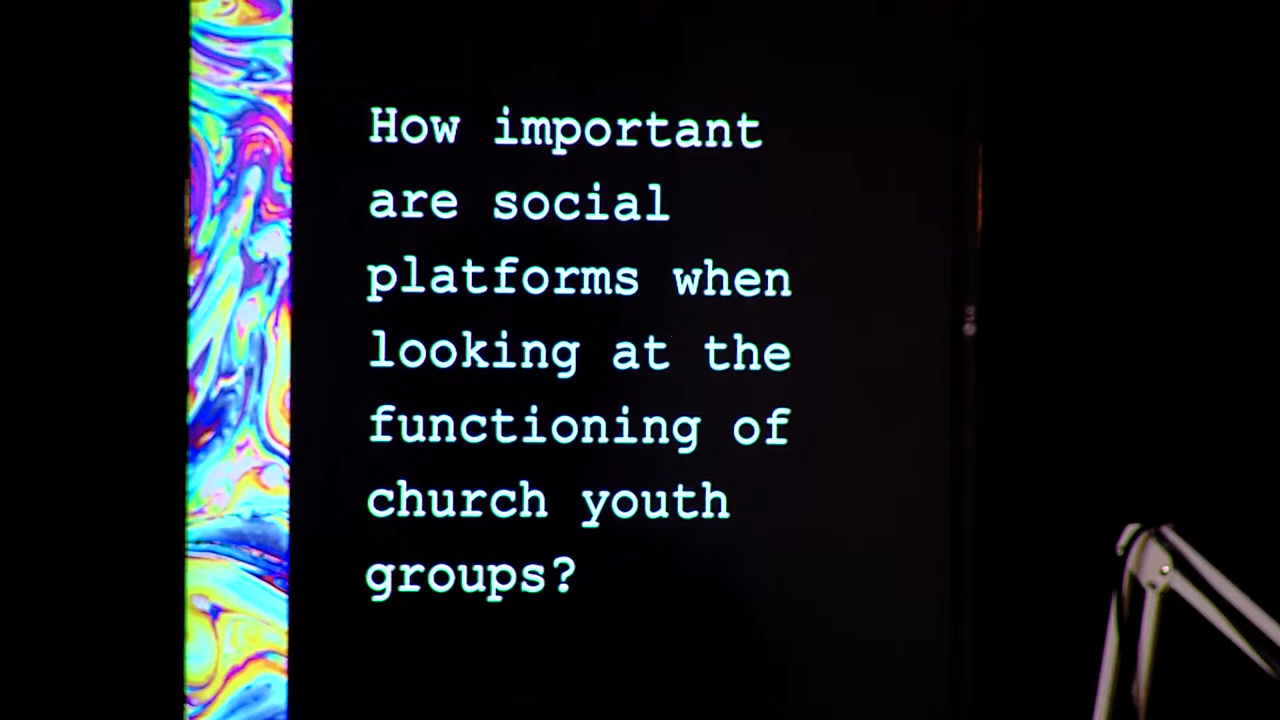 How important
are social
platforms when
looking at the
functioning of
church youth
groups?